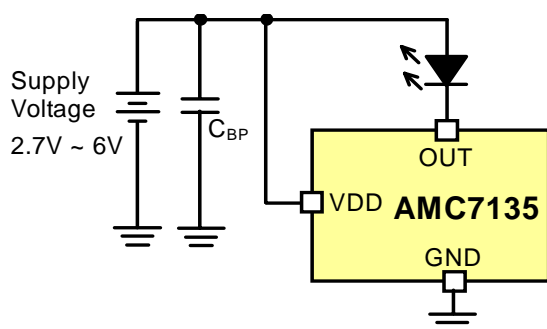 Supply
Voltage
2.7V ~ 6V
CBP
OUT
VDD AMC7135
GND